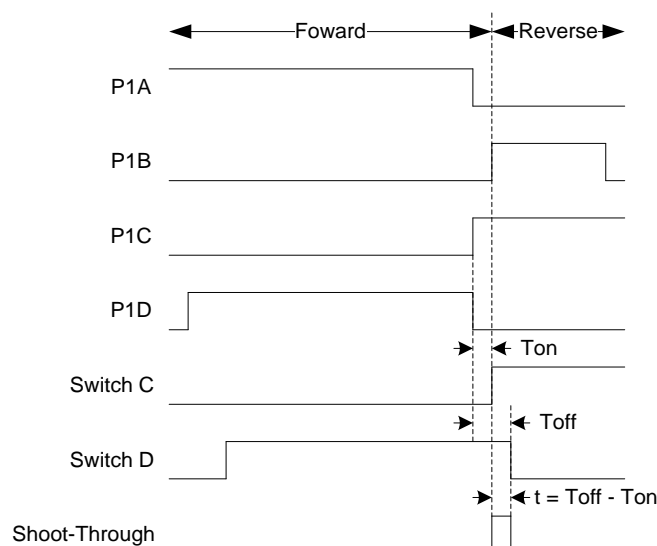 Foward
Reverse
P1A
P1B
P1C
P1D
Ton
Switch C
Toff
Switch D
t = Toff - Ton
Shoot-Through